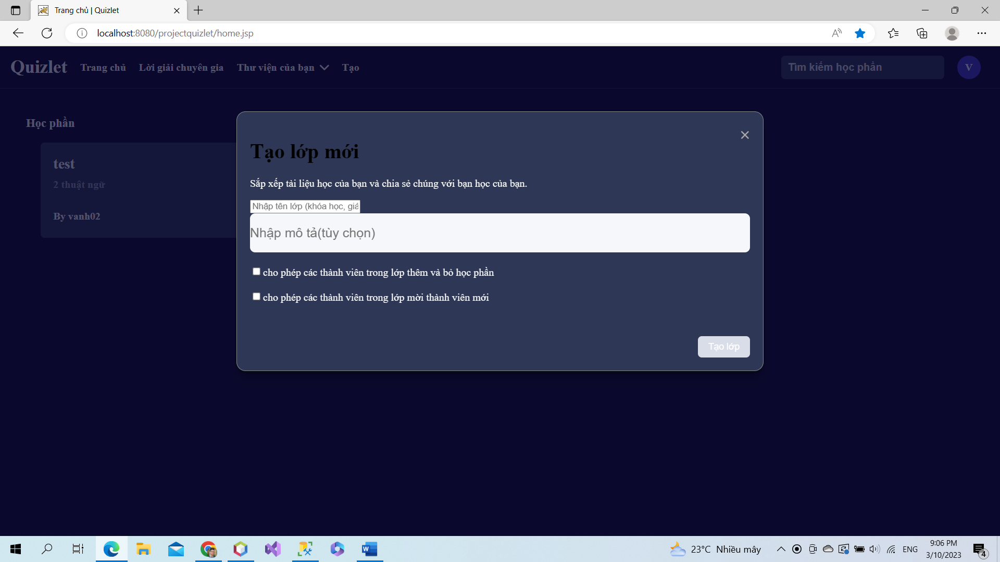 Trang chủ | Quizlet
localhost:8080/projectquizlet/home.jsp
Quizlet Trang chủ Lời giải chuyên gia Thư viện của bạn Tạo Tìm kiếm học phần V
Học phần
test
2 thuật ngữ
By vanh02
Tạo lớp mới
Sắp xếp tài liệu học của bạn và chia sẻ chúng với bạn học của bạn.
Nhập tên lớp (khóa học, giá
Nhập mô tả(tùy chọn)
cho phép các thành viên trong lớp thêm và bỏ học phần
cho phép các thành viên trong lớp mời thành viên mới
Tạo lớp
23°C Nhiều mây ENG
9:06 PM
3/10/2023
4